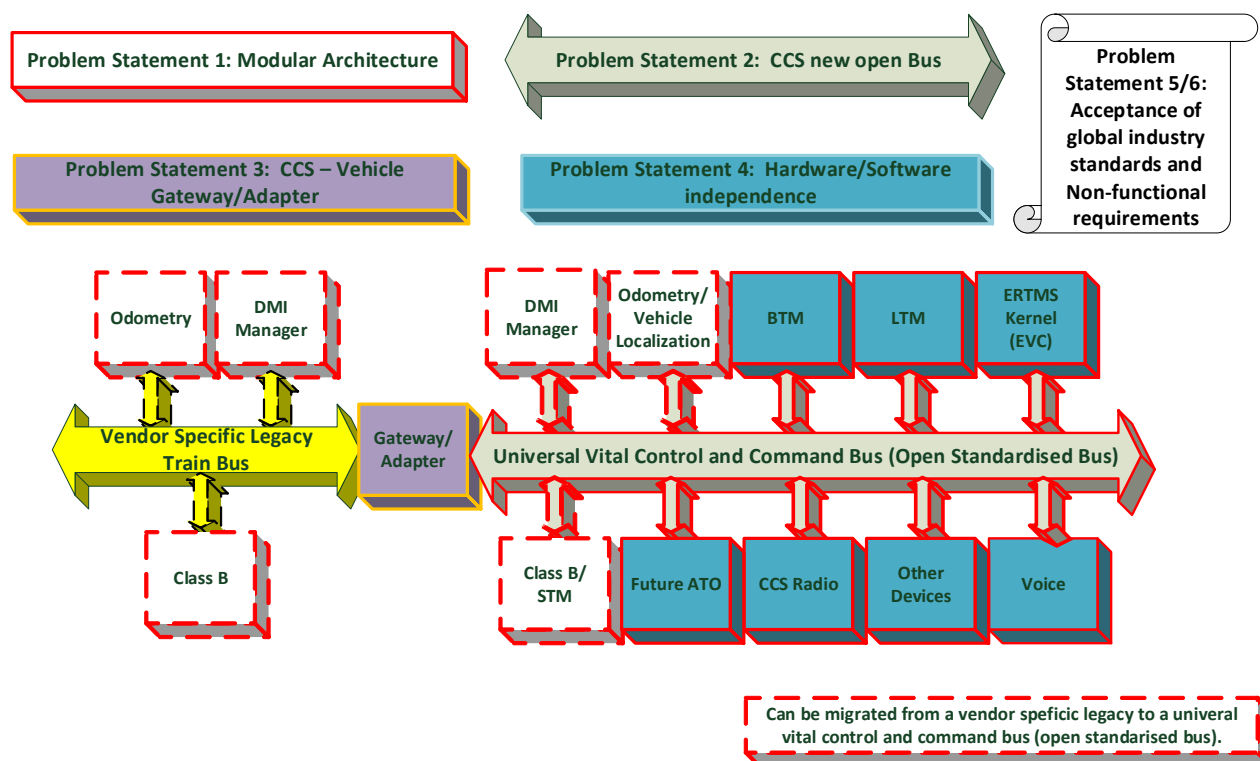 Problem Statement 1: Modular Architecture
Problem Statement 2:  CCS new open Bus
Problem
Statement 5/6:
Acceptance of
global industry
standards and
Non-functional
requirements
Problem Statement 3:  CCS – Vehicle
Gateway/Adapter
Problem Statement 4:  Hardware/Software
independence
Odometry
DMI
Manager
DMI
Manager
Odometry/
Vehicle
Localization
BTM
LTM
ERTMS
Kernel
(EVC)
Vendor Specific Legacy
Train Bus
Gateway/
Adapter
Universal Vital Control and Command Bus (Open Standardised Bus)
Class B
Class B/
STM
Future ATO
CCS Radio
Other
Devices
Voice
Can be migrated from a vendor speficic legacy to a univeral
vital control and command bus (open standarised bus).